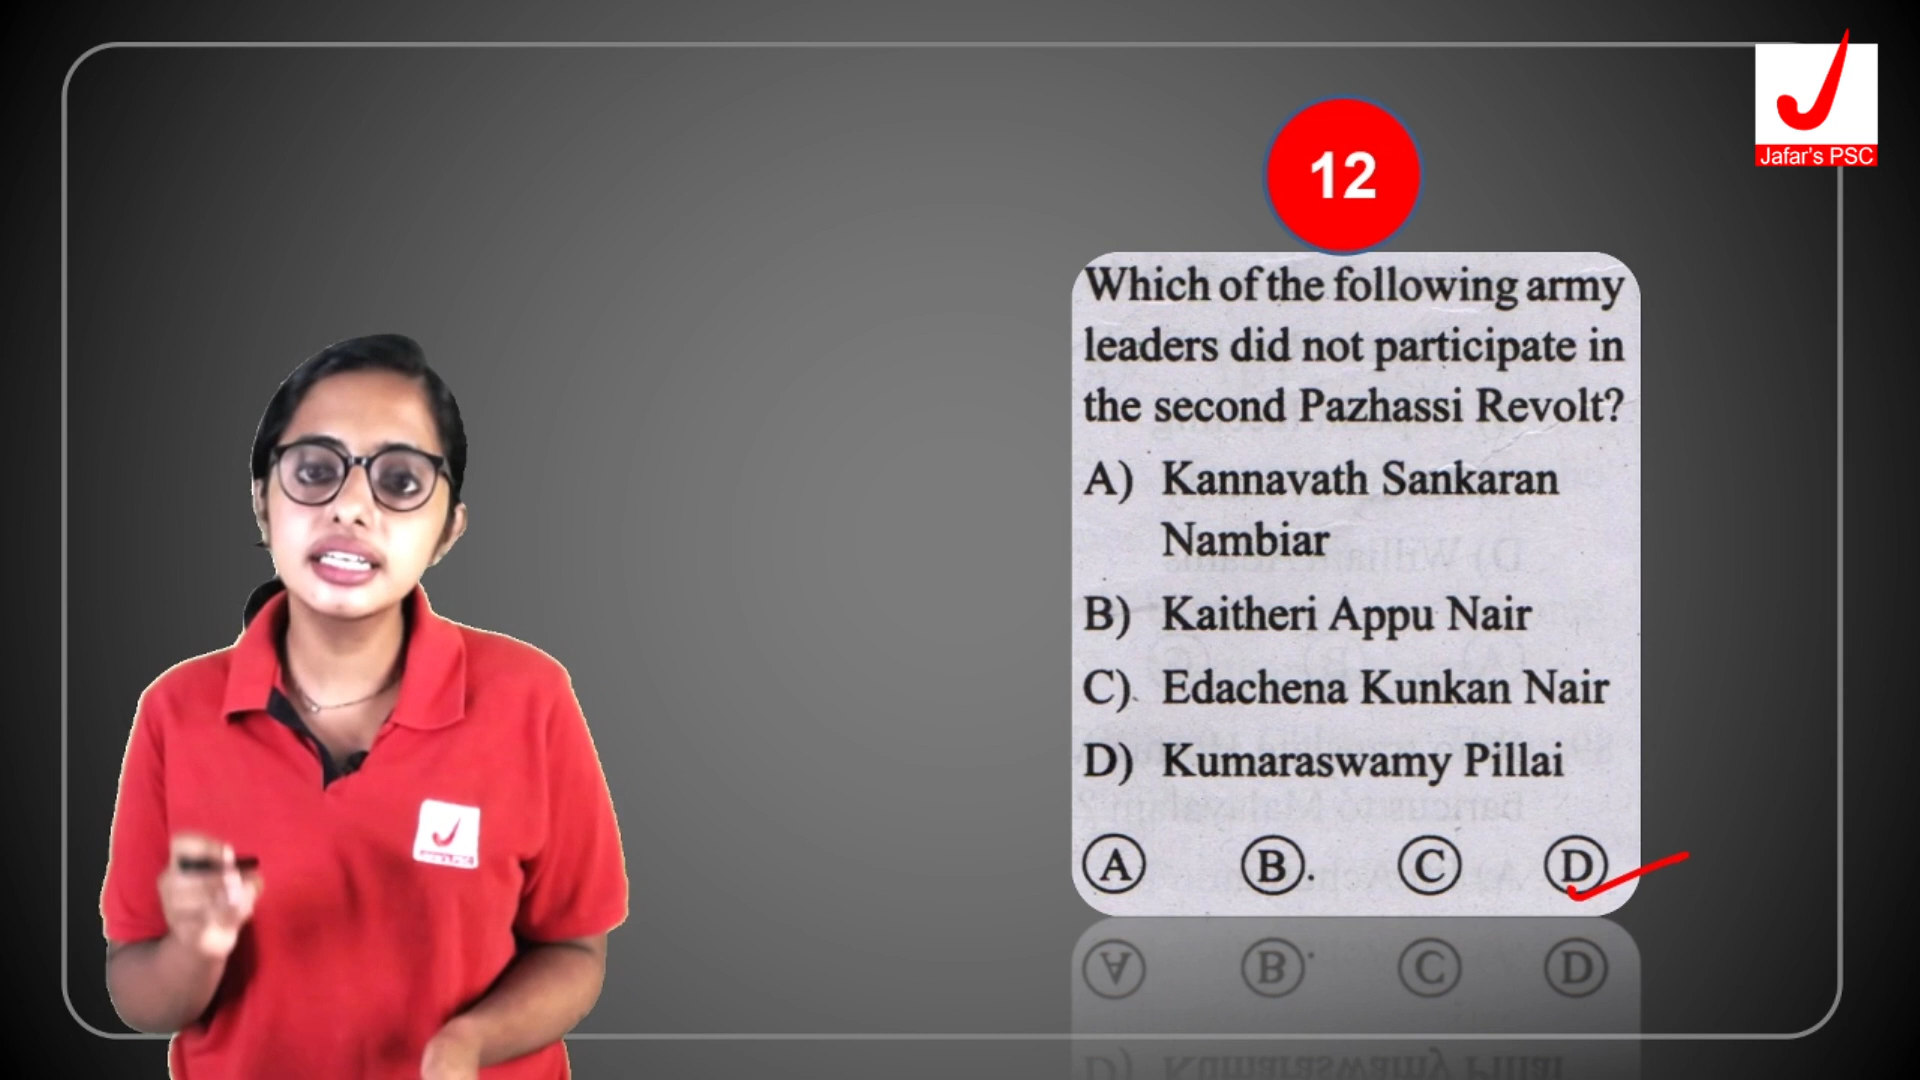 Jafar's PSC
12
Which of the following army
leaders did not participate in
the second Pazhassi Revolt?
A) Kannavath Sankaran
Nambiar
B) Kaitheri Appu Nair
C) Edachena Kunkan Nair
D) Kumaraswamy Pillai
A B. C D